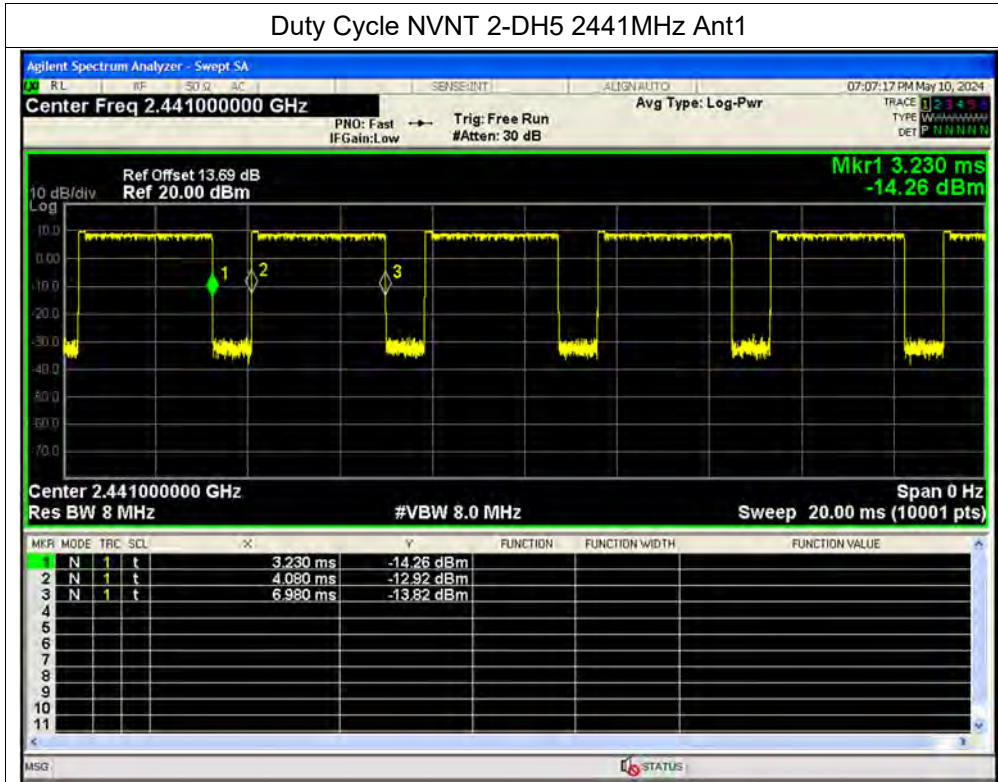 Duty Cycle NVNT 2-DH5 2441MHz Ant1
Agilent Spectrum Analyzer - Swept SA
RL RF 50 Ω AC SENSE:INT ALIGN AUTO 07:07:17 PM May 10, 2024
Center Freq 2.441000000 GHz Avg Type: Log-Pwr TRACE 1 2 3 4 5 6
PNO: Fast Trig: Free Run TYPE W
IFGain:Low #Atten: 30 dB DET P N N N N N
Mkr1 3.230 ms
-14.26 dBm
Ref Offset 13.69 dB
10 dB/div Ref 20.00 dBm
Log
10.0
0.00
-10.0
-20.0
-30.0
-40.0
-50.0
-60.0
-70.0
1
2
3
Center 2.441000000 GHz Span 0 Hz
Res BW 8 MHz #VBW 8.0 MHz Sweep 20.00 ms (10001 pts)
MKR MODE TRC SCL X Y FUNCTION FUNCTION WIDTH FUNCTION VALUE
1 N 1 t 3.230 ms -14.26 dBm
2 N 1 t 4.080 ms -12.92 dBm
3 N 1 t 6.980 ms -13.82 dBm
4
5
6
7
8
9
10
11
MSG STATUS